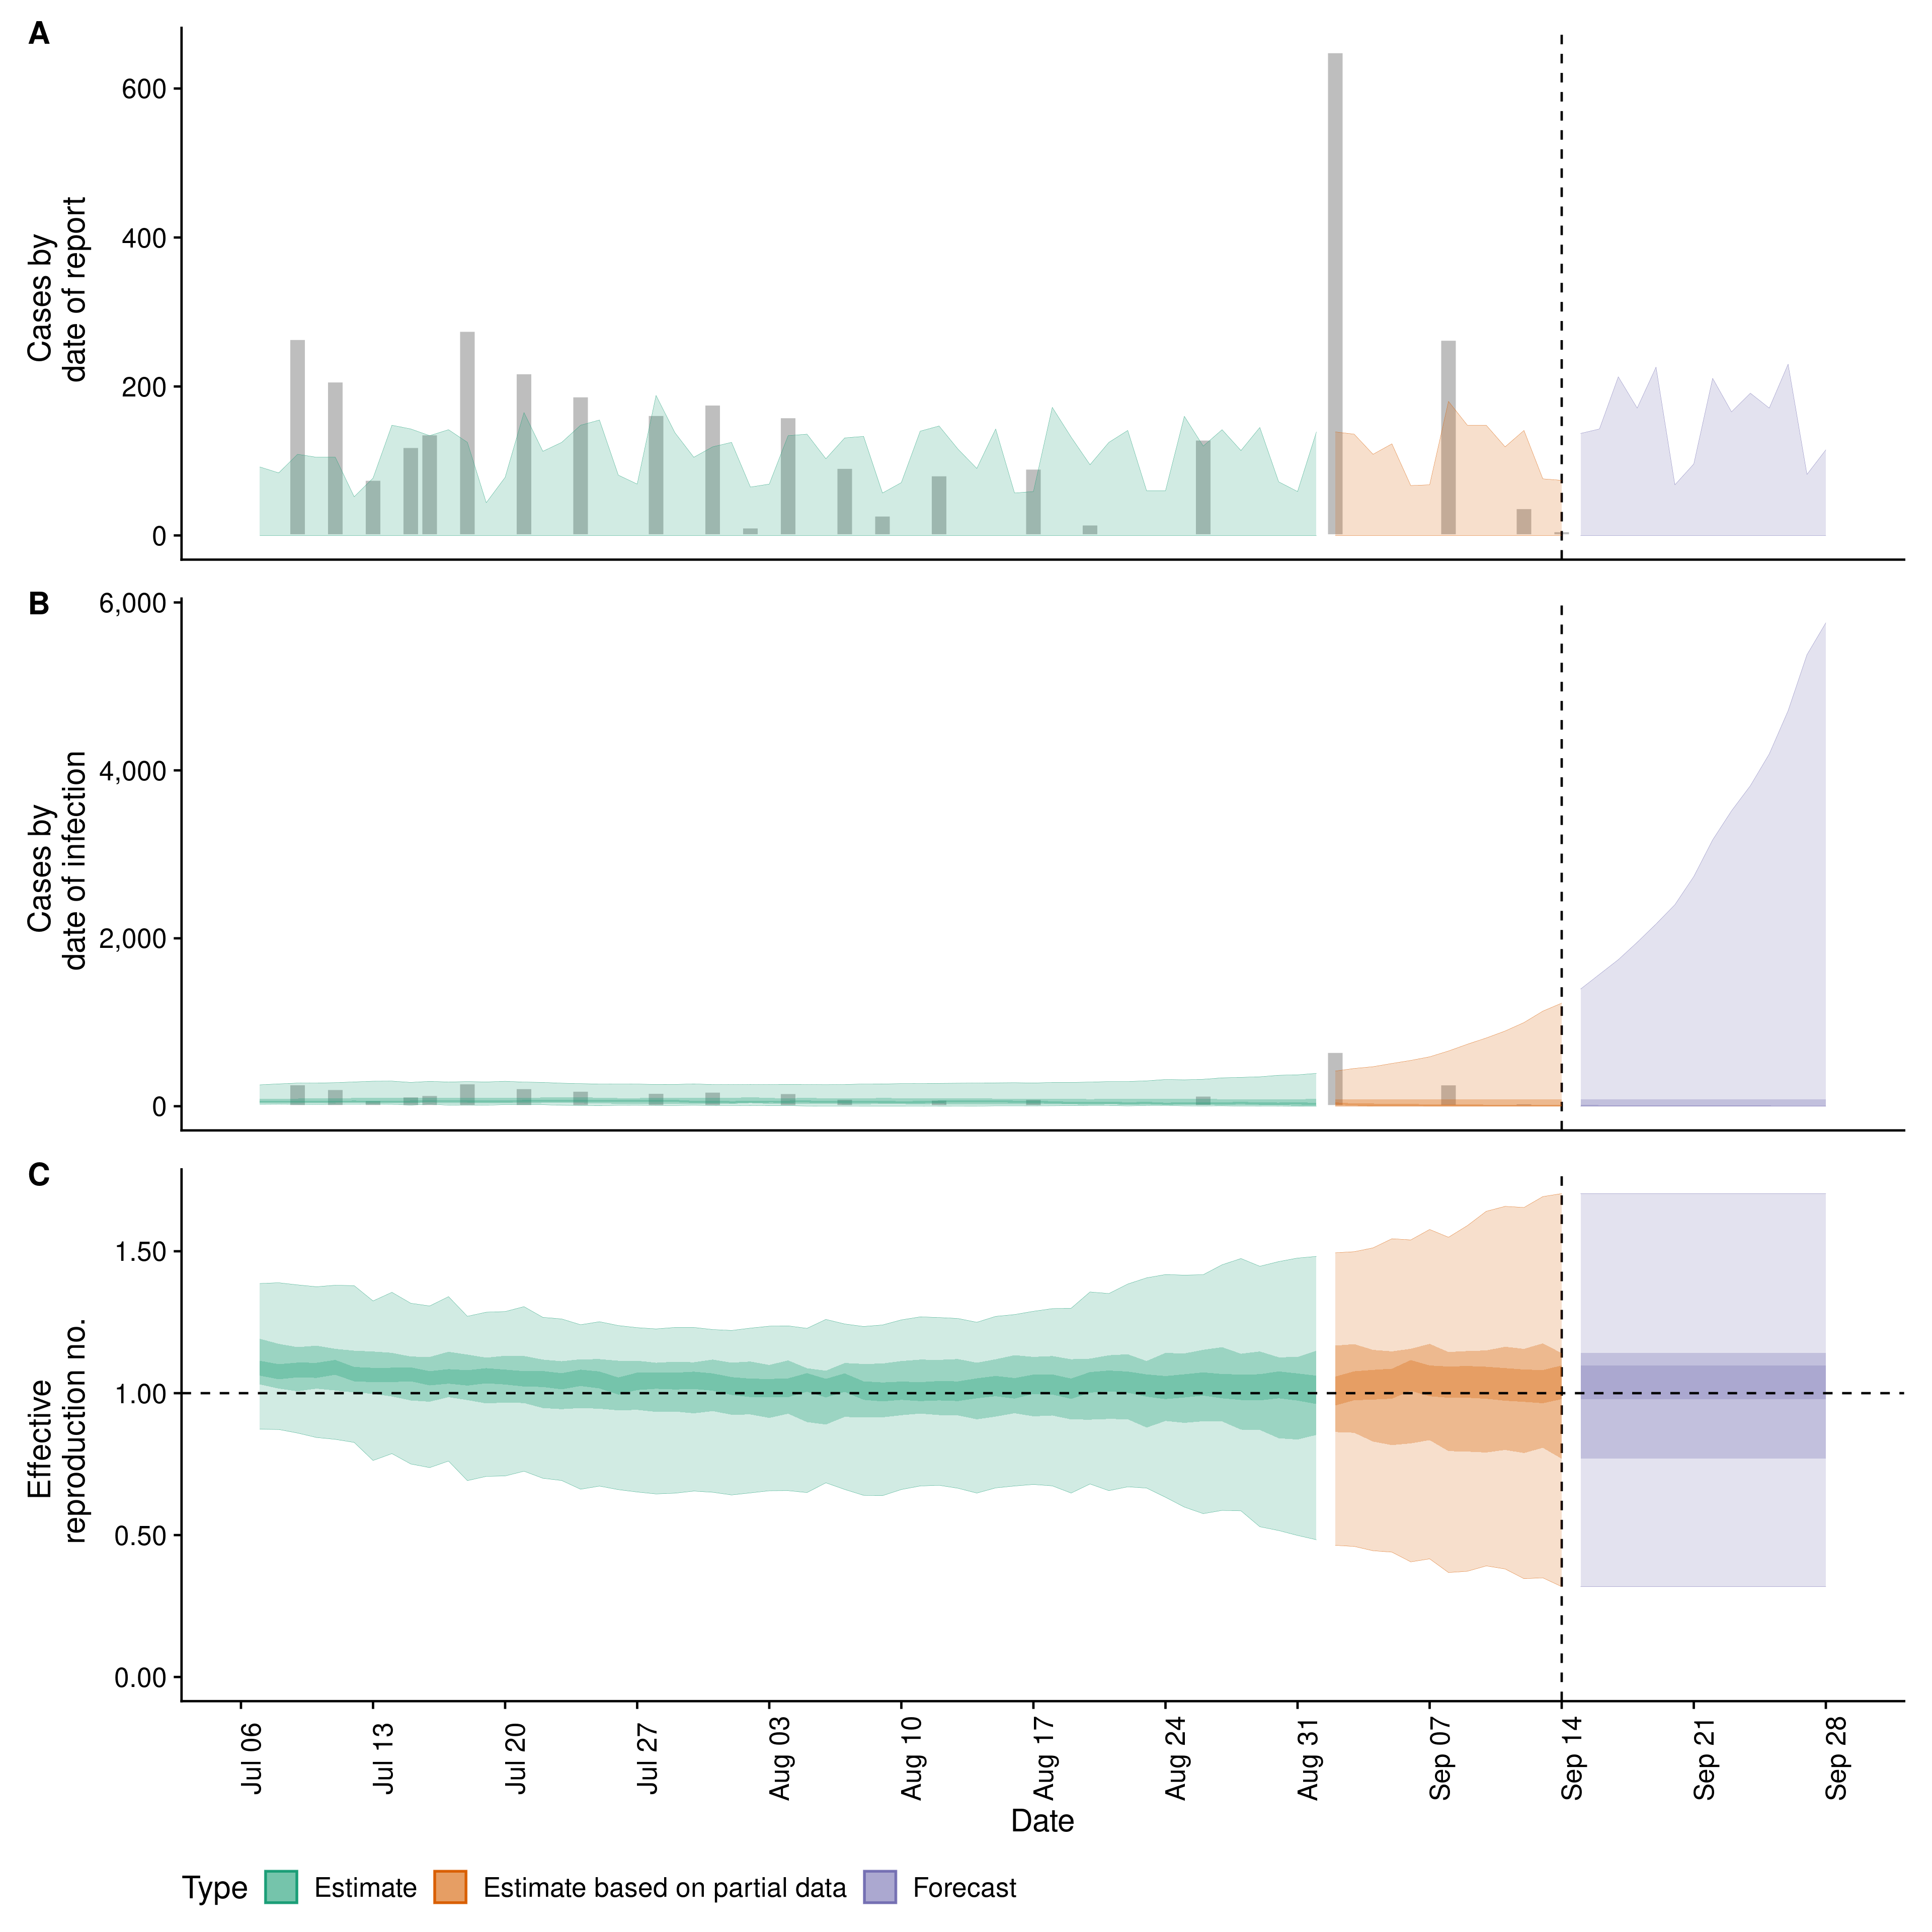 A
Cases by
date of report
600
400
200
0
B
Cases by
date of infection
6,000
4,000
2,000
0
C
Effective
reproduction no.
1.50
1.00
0.50
0.00
Jul 06
Jul 13
Jul 20
Jul 27
Aug 03
Aug 10
Aug 17
Aug 24
Aug 31
Sep 07
Sep 14
Sep 21
Sep 28
Date
Type Estimate Estimate based on partial data Forecast